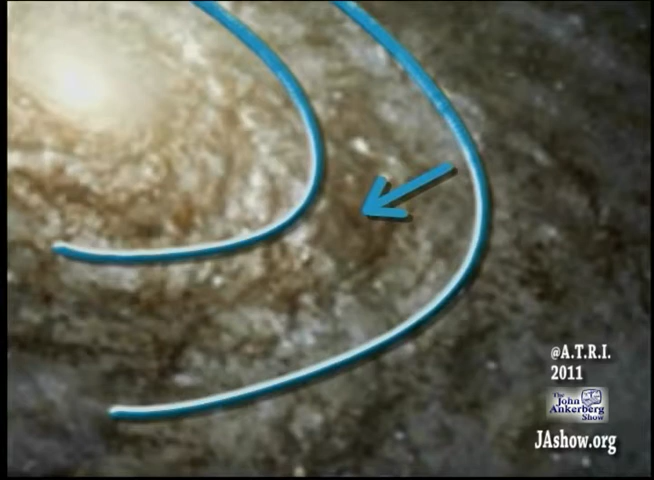 @A.T.R.I.
2011
The
John
Ankerberg
Show
JAshow.org